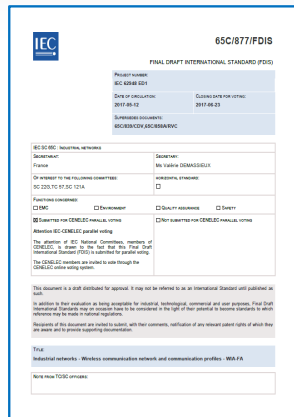 IEC
65C/877/FDIS
FINAL DRAFT INTERNATIONAL STANDARD (FDIS)
PROJECT NUMBER:
IEC 62948 ED1
DATE OF CIRCULATION:
CLOSING DATE FOR VOTING:
2017-05-12
2017-06-23
SUPERSEDES DOCUMENTS:
65C/839/CDV,65C/859A/RVC
IEC SC 65C : INDUSTRIAL NETWORKS
SECRETARIAT:
SECRETARY:
France
Ms Valérie DEMASSIEUX
OF INTEREST TO THE FOLLOWING COMMITTEES:
HORIZONTAL STANDARD:
SC 22G,TC 57,SC 121A
FUNCTIONS CONCERNED:
EMC
ENVIRONMENT
QUALITY ASSURANCE
SAFETY
SUBMITTED FOR CENELEC PARALLEL VOTING
NOT SUBMITTED FOR CENELEC PARALLEL VOTING
Attention IEC-CENELEC parallel voting
The attention of IEC National Committees, members of
CENELEC, is drawn to the fact that this Final Draft
International Standard (FDIS) is submitted for parallel voting.
The CENELEC members are invited to vote through the
CENELEC online voting system.
This document is a draft distributed for approval. It may not be referred to as an International Standard until published as
such.
In addition to their evaluation as being acceptable for industrial, technological, commercial and user purposes, Final Draft
International Standards may on occasion have to be considered in the light of their potential to become standards to which
reference may be made in national regulations.
Recipients of this document are invited to submit, with their comments, notification of any relevant patent rights of which they
are aware and to provide supporting documentation.
TITLE:
Industrial networks - Wireless communication network and communication profiles - WIA-FA
NOTE FROM TC/SC OFFICERS: